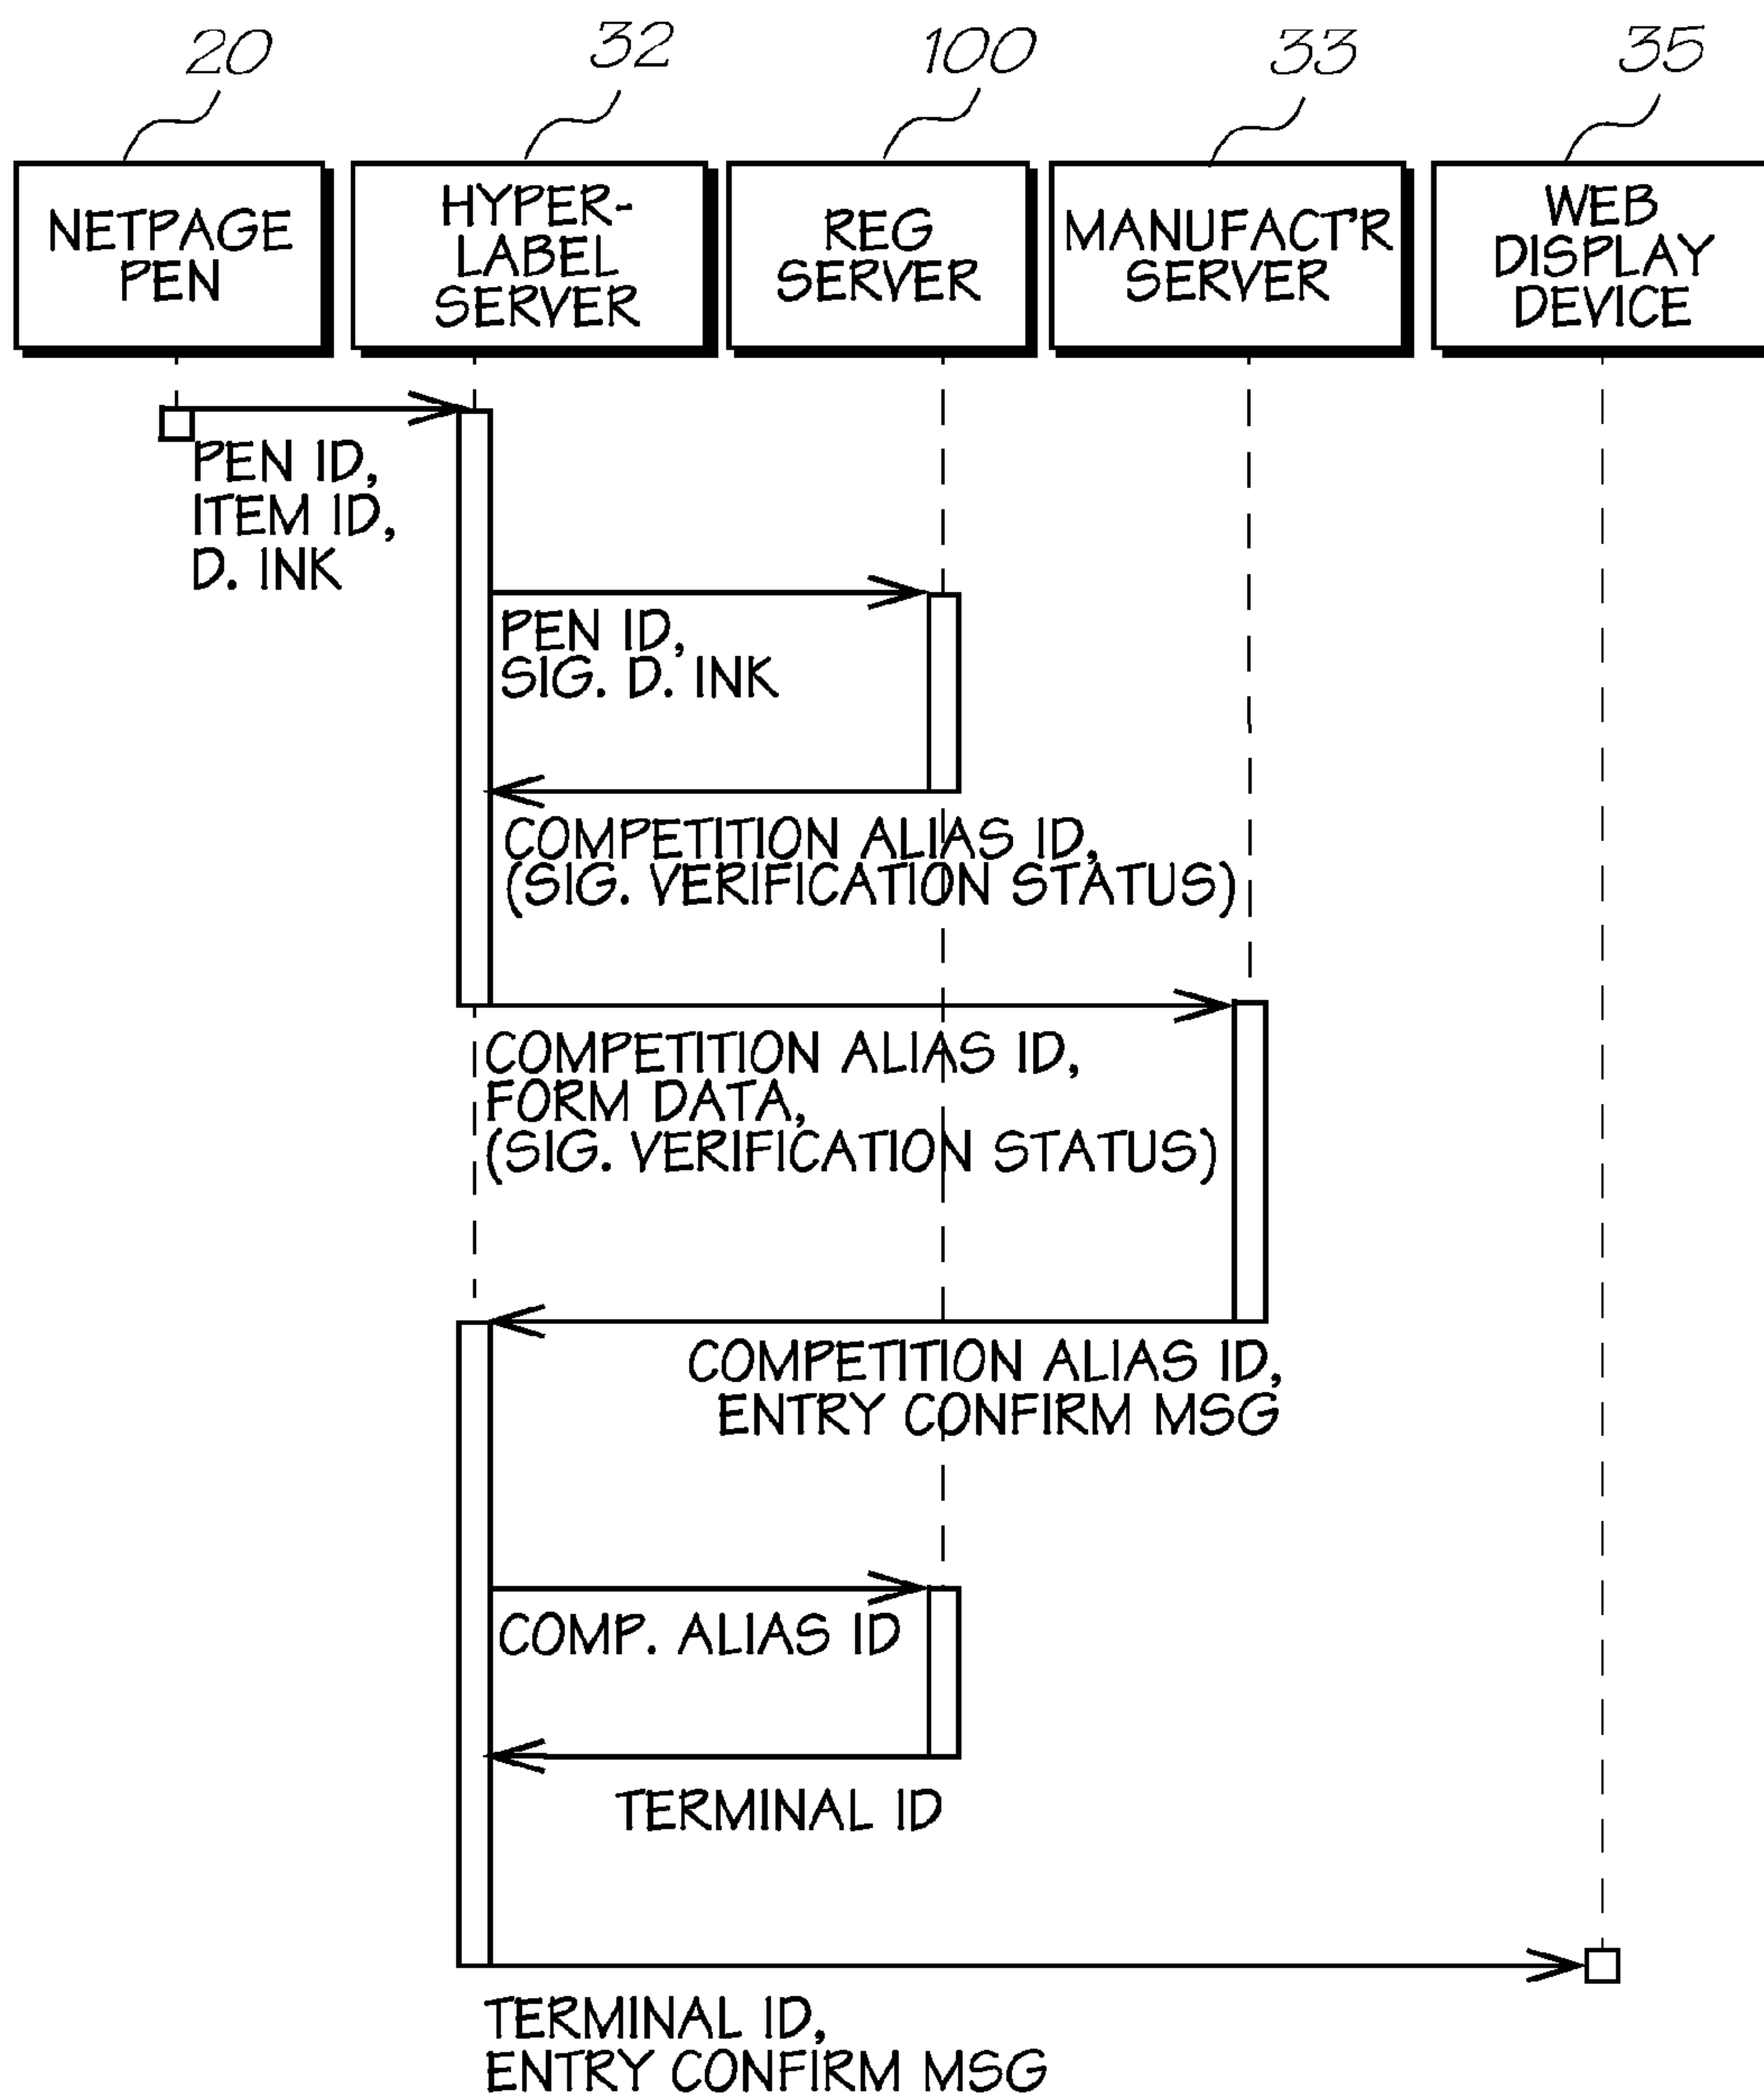 20
32
100
33
35
NETPAGE
PEN
HYPER-
LABEL
SERVER
REG
SERVER
MANUFACT'R
SERVER
WEB
DISPLAY
DEVICE
PEN ID,
ITEM ID,
D. INK
PEN ID,
SIG. D. INK
COMPETITION ALIAS ID,
(SIG. VERIFICATION STATUS)
COMPETITION ALIAS ID,
FORM DATA,
(SIG. VERIFICATION STATUS)
COMPETITION ALIAS ID,
ENTRY CONFIRM MSG
COMP. ALIAS ID
TERMINAL ID
TERMINAL ID,
ENTRY CONFIRM MSG